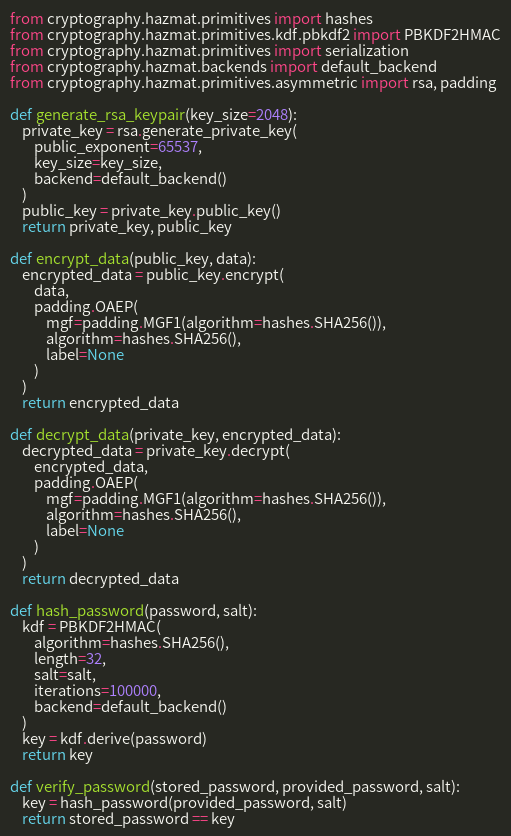 from cryptography.hazmat.primitives import hashes
from cryptography.hazmat.primitives.kdf.pbkdf2 import PBKDF2HMAC
from cryptography.hazmat.primitives import serialization
from cryptography.hazmat.backends import default_backend
from cryptography.hazmat.primitives.asymmetric import rsa, padding

def generate_rsa_keypair(key_size=2048):
    private_key = rsa.generate_private_key(
        public_exponent=65537,
        key_size=key_size,
        backend=default_backend()
    )
    public_key = private_key.public_key()
    return private_key, public_key

def encrypt_data(public_key, data):
    encrypted_data = public_key.encrypt(
        data,
        padding.OAEP(
            mgf=padding.MGF1(algorithm=hashes.SHA256()),
            algorithm=hashes.SHA256(),
            label=None
        )
    )
    return encrypted_data

def decrypt_data(private_key, encrypted_data):
    decrypted_data = private_key.decrypt(
        encrypted_data,
        padding.OAEP(
            mgf=padding.MGF1(algorithm=hashes.SHA256()),
            algorithm=hashes.SHA256(),
            label=None
        )
    )
    return decrypted_data

def hash_password(password, salt):
    kdf = PBKDF2HMAC(
        algorithm=hashes.SHA256(),
        length=32,
        salt=salt,
        iterations=100000,
        backend=default_backend()
    )
    key = kdf.derive(password)
    return key

def verify_password(stored_password, provided_password, salt):
    key = hash_password(provided_password, salt)
    return stored_password == key